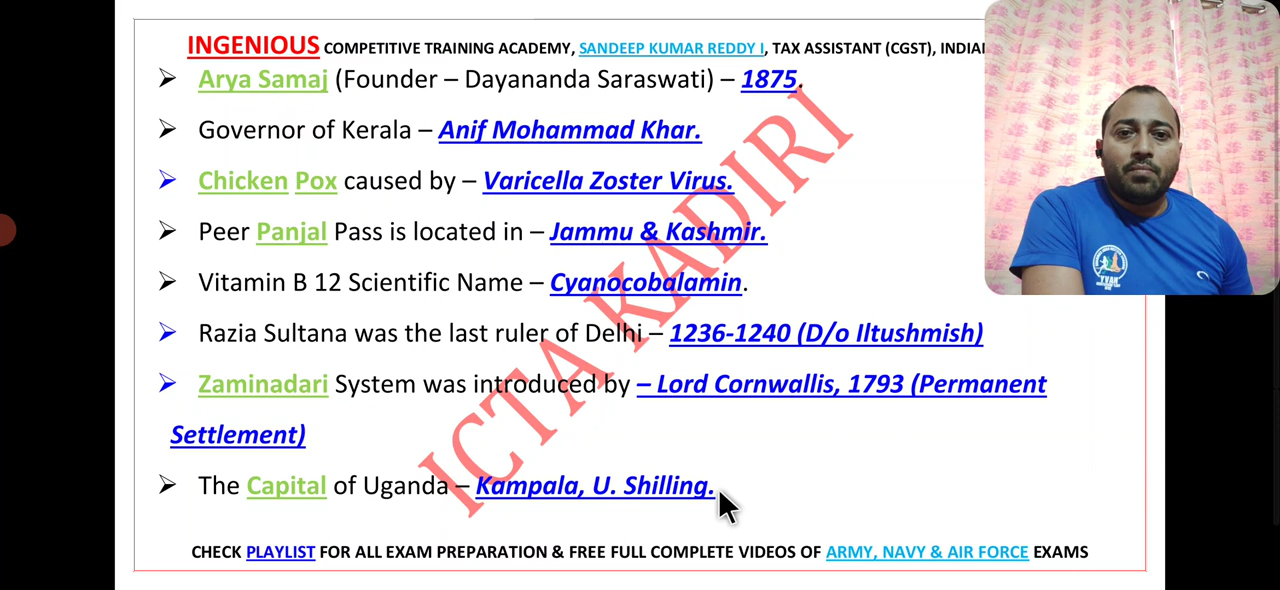 INGENIOUS COMPETITIVE TRAINING ACADEMY, SANDEEP KUMAR REDDY I, TAX ASSISTANT (CGST), INDIAN
➢ Arya Samaj (Founder – Dayananda Saraswati) – 1875.
➢ Governor of Kerala – Anif Mohammad Khar.
➢ Chicken Pox caused by – Varicella Zoster Virus.
➢ Peer Panjal Pass is located in – Jammu & Kashmir.
➢ Vitamin B 12 Scientific Name – Cyanocobalamin.
➢ Razia Sultana was the last ruler of Delhi – 1236-1240 (D/o Iltushmish)
➢ Zaminadari System was introduced by – Lord Cornwallis, 1793 (Permanent
Settlement)
➢ The Capital of Uganda – Kampala, U. Shilling.
ICTA KADIRI
CHECK PLAYLIST FOR ALL EXAM PREPARATION & FREE FULL COMPLETE VIDEOS OF ARMY, NAVY & AIR FORCE EXAMS